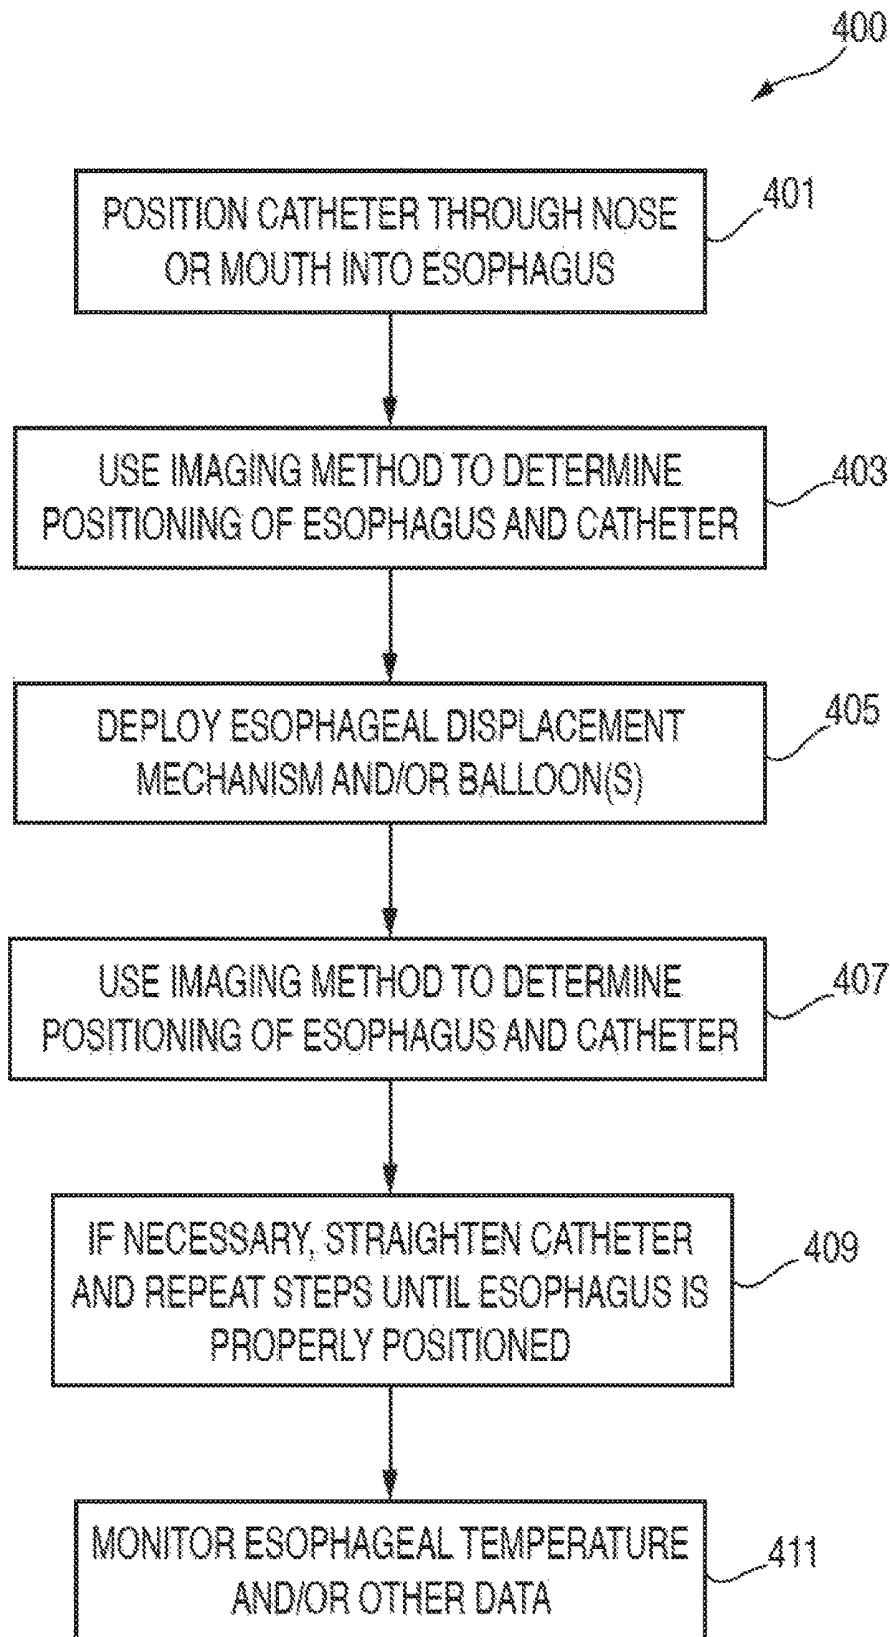 400
POSITION CATHETER THROUGH NOSE
OR MOUTH INTO ESOPHAGUS
401
USE IMAGING METHOD TO DETERMINE
POSITIONING OF ESOPHAGUS AND CATHETER
403
DEPLOY ESOPHAGEAL DISPLACEMENT
MECHANISM AND/OR BALLOON(S)
405
USE IMAGING METHOD TO DETERMINE
POSITIONING OF ESOPHAGUS AND CATHETER
407
IF NECESSARY, STRAIGHTEN CATHETER
AND REPEAT STEPS UNTIL ESOPHAGUS IS
PROPERLY POSITIONED
409
MONITOR ESOPHAGEAL TEMPERATURE
AND/OR OTHER DATA
411